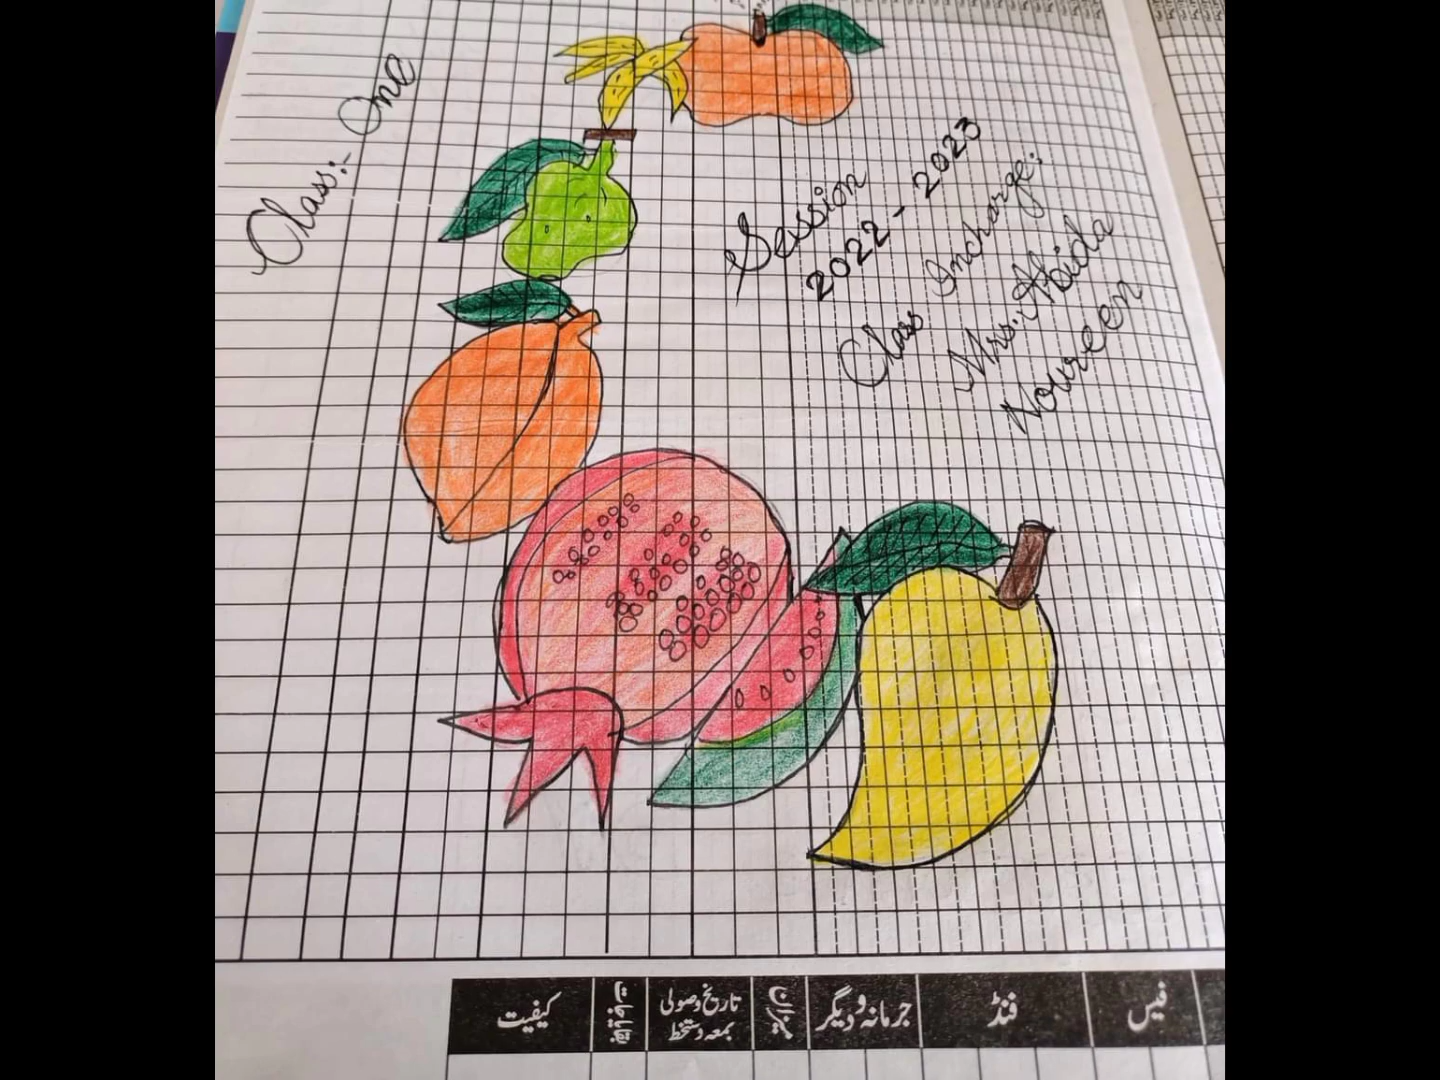 Class:- One
Session
2022 - 2023
Class Incharge:
Mrs. Abida
Noureen
فیس
فنڈ
جرمانہ و دیگر
میزان
تاریخ وصولی
بمعہ دستخط
بقایاجات
کیفیت